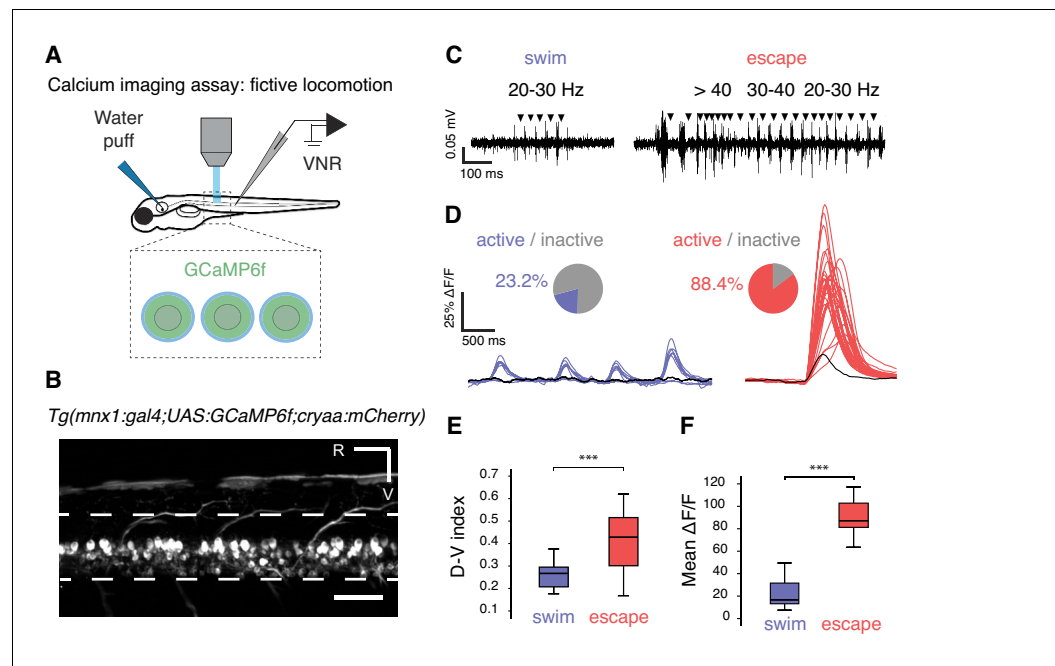 A
Calcium imaging assay: fictive locomotion
Water
puff
VNR
GCaMP6f
B
Tg(mnx1:gal4;UAS:GCaMP6f;cryaa:mCherry)
R
V
C
swim
escape
20-30 Hz
> 40 30-40 20-30 Hz
0.05 mV
100 ms
D
active / inactive
active / inactive
23.2%
88.4%
25% ΔF/F
500 ms
E
***
D-V index
0.7
0.6
0.5
0.4
0.3
0.2
0.1
swim
escape
F
***
Mean ΔF/F
120
100
80
60
40
20
0
swim
escape